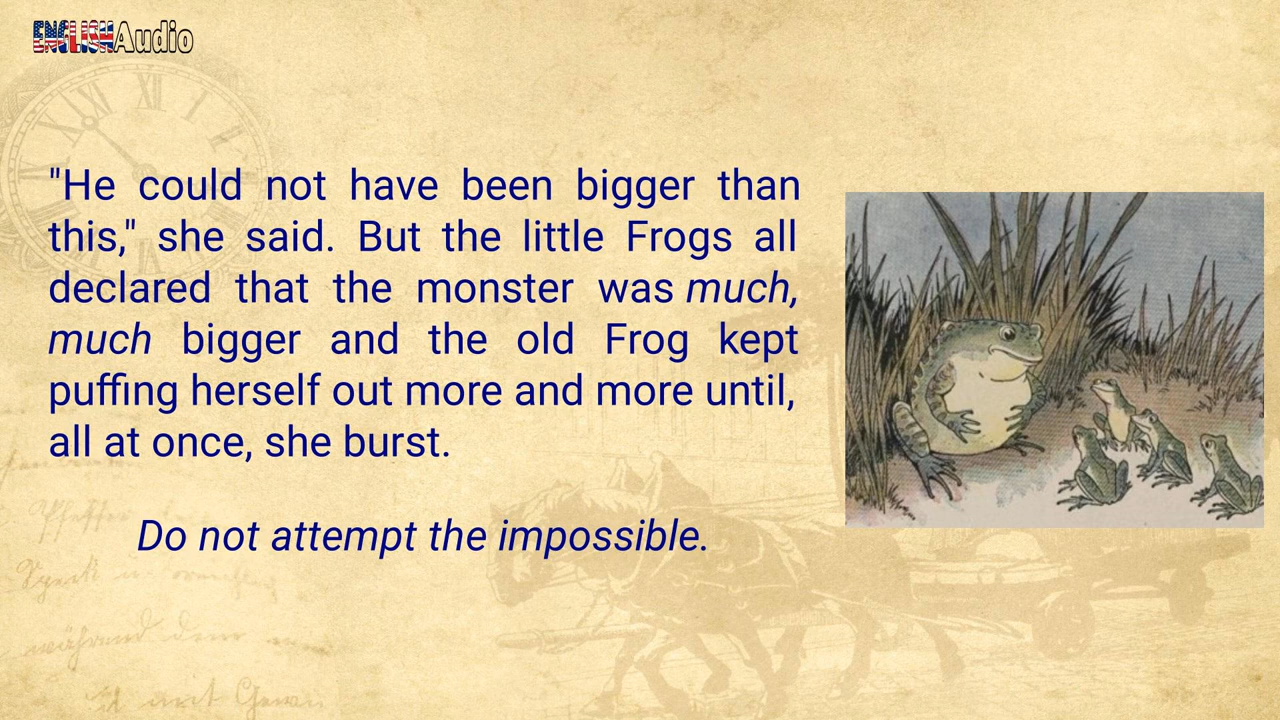 ENGLISHAudio
"He could not have been bigger than
this," she said. But the little Frogs all
declared that the monster was much,
much bigger and the old Frog kept
puffing herself out more and more until,
all at once, she burst.
Do not attempt the impossible.